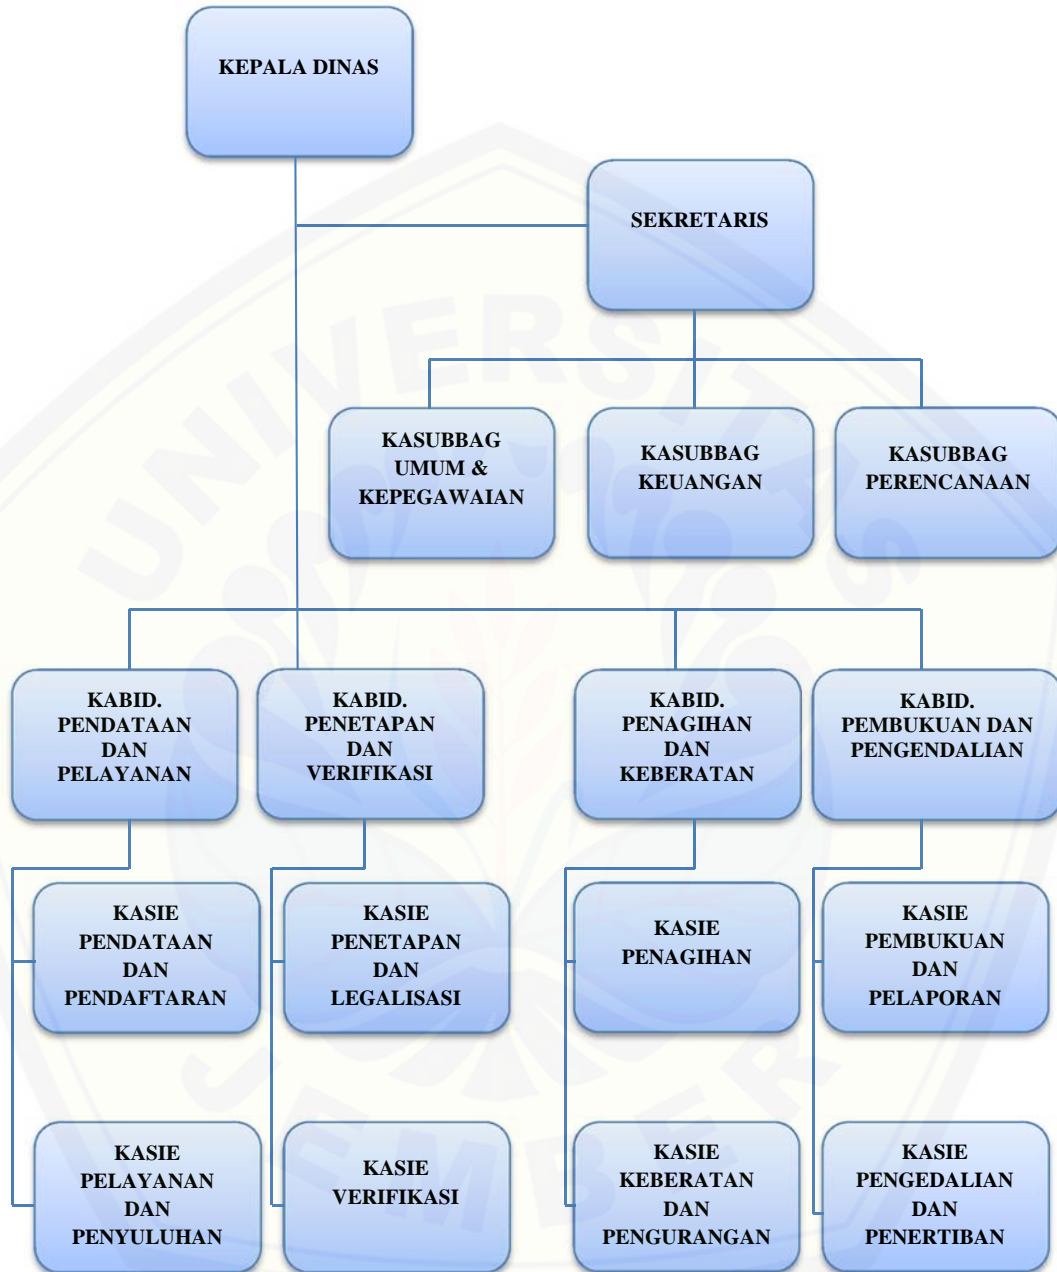 KEPALA DINAS
SEKRETARIS
KASUBBAG
UMUM &
KEPEGAWAIAN
KASUBBAG
KEUANGAN
KASUBBAG
PERENCANAAN
KABID.
PENDATAAN
DAN
PELAYANAN
KABID.
PENETAPAN
DAN
VERIFIKASI
KABID.
PENAGIHAN
DAN
KEBERATAN
KABID.
PEMBUKUAN DAN
PENGENDALIAN
KASIE
PENDATAAN
DAN
PENDAFTARAN
KASIE
PENETAPAN
DAN
LEGALISASI
KASIE
PENAGIHAN
KASIE
PEMBUKUAN
DAN
PELAPORAN
KASIE
PELAYANAN
DAN
PENYULUHAN
KASIE
VERIFIKASI
KASIE
KEBERATAN
DAN
PENGURANGAN
KASIE
PENGEDALIAN
DAN
PENERTIBAN
UNIVERSITAS
JEMBER